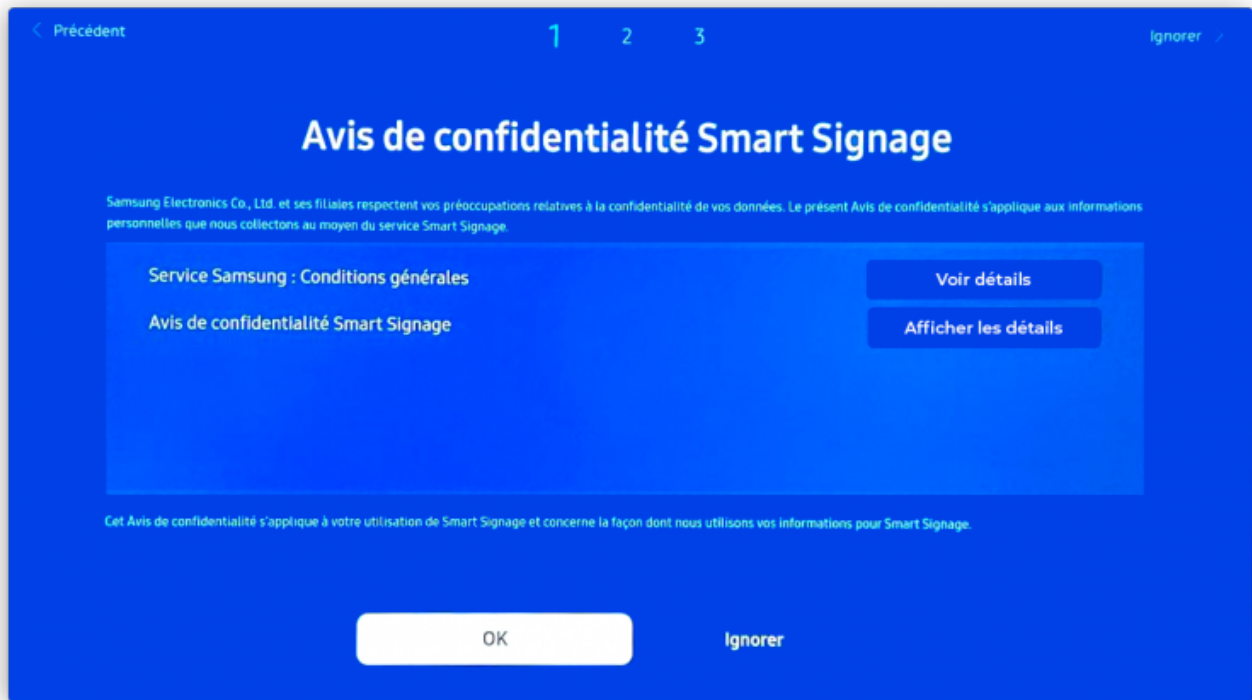 Précédent
1 2 3
Ignorer
Avis de confidentialité Smart Signage
Samsung Electronics Co., Ltd. et ses filiales respectent vos préoccupations relatives à la confidentialité de vos données. Le présent Avis de confidentialité s'applique aux informations
personnelles que nous collectons au moyen du service Smart Signage.
Service Samsung : Conditions générales
Voir détails
Avis de confidentialité Smart Signage
Afficher les détails
Cet Avis de confidentialité s'applique à votre utilisation de Smart Signage et concerne la façon dont nous utilisons vos informations pour Smart Signage.
OK
Ignorer